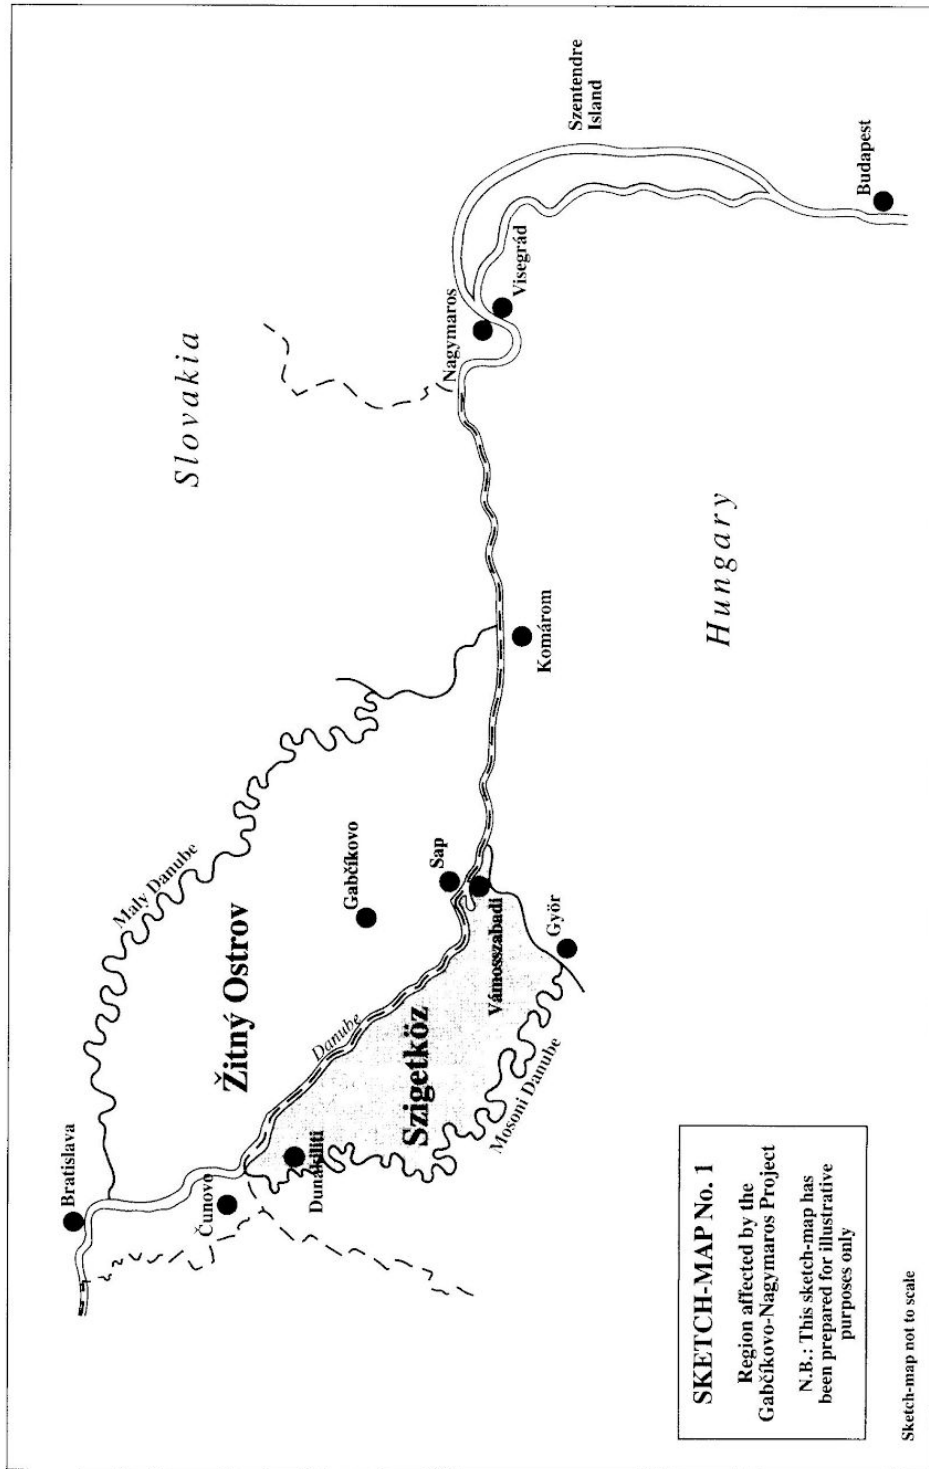 Bratislava
Čunovo
Dunakiliti
Maly Danube
Žitný Ostrov
Danube
Szigetköz
Mosoni Danube
Gabčíkovo
Sap
Vámosszabadi
Györ
Slovakia
Komárom
Hungary
Nagymaros
Visegrád
Szentendre
Island
Budapest
SKETCH-MAP No. 1
Region affected by the
Gabčíkovo-Nagymaros Project
N.B.: This sketch-map has
been prepared for illustrative
purposes only
Sketch-map not to scale